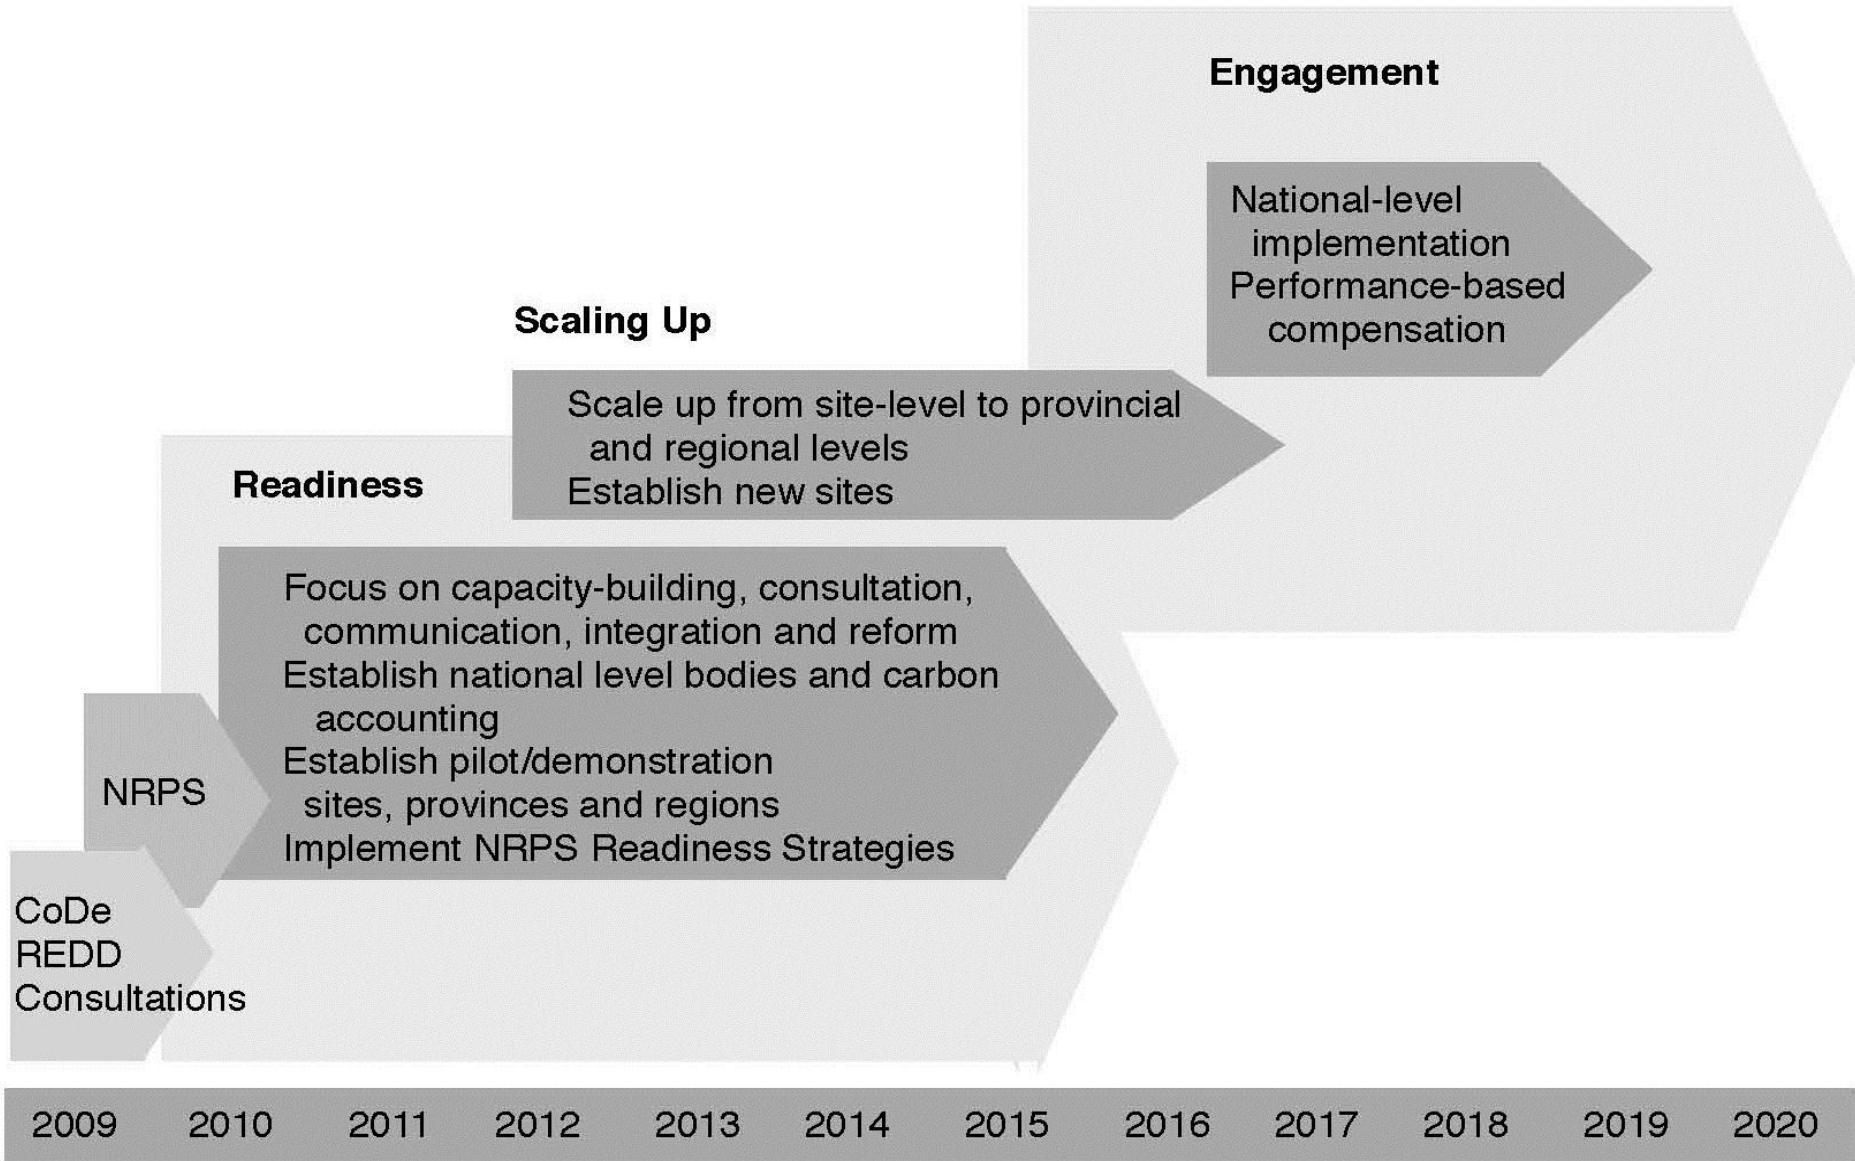 Engagement
National-level
implementation
Performance-based
compensation
Scaling Up
Scale up from site-level to provincial
and regional levels
Establish new sites
Readiness
Focus on capacity-building, consultation,
communication, integration and reform
Establish national level bodies and carbon
accounting
Establish pilot/demonstration
sites, provinces and regions
Implement NRPS Readiness Strategies
NRPS
CoDe
REDD
Consultations
2009 2010 2011 2012 2013 2014 2015 2016 2017 2018 2019 2020